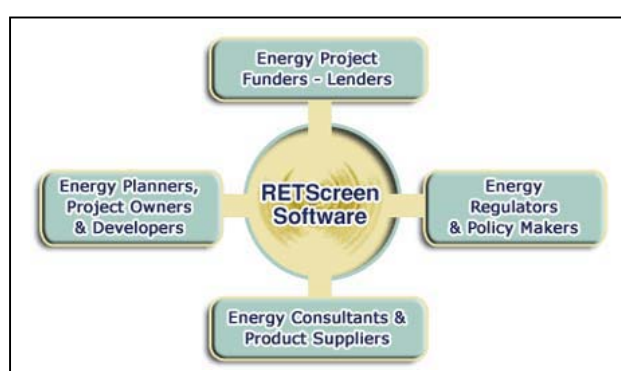 Energy Project
Funders - Lenders
Energy Planners,
Project Owners
& Developers
RETScreen
Software
Energy
Regulators
& Policy Makers
Energy Consultants &
Product Suppliers